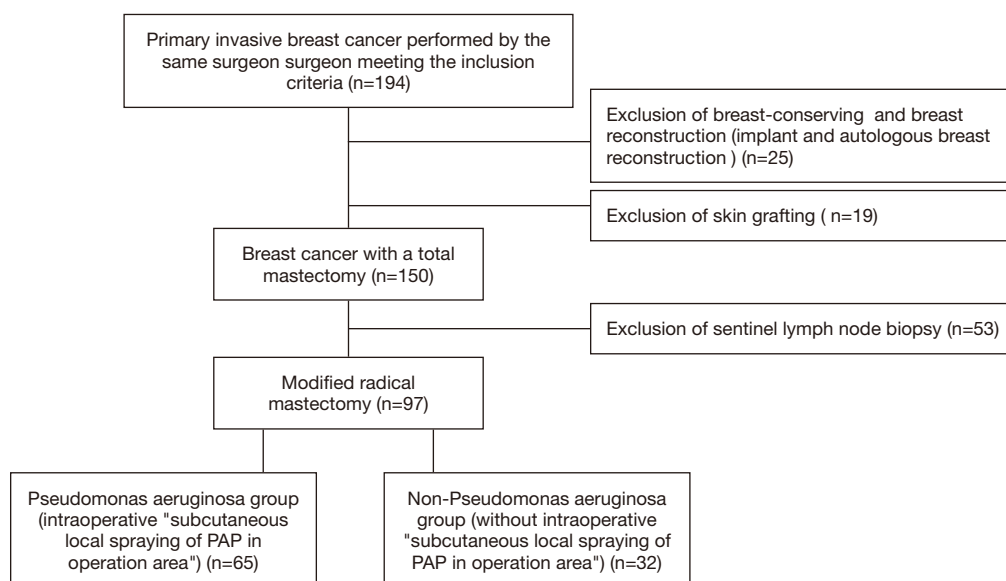 Primary invasive breast cancer performed by the
same surgeon surgeon meeting the inclusion
criteria (n=194)
Exclusion of breast-conserving and breast
reconstruction (implant and autologous breast
reconstruction ) (n=25)
Exclusion of skin grafting ( n=19)
Breast cancer with a total
mastectomy (n=150)
Exclusion of sentinel lymph node biopsy (n=53)
Modified radical
mastectomy (n=97)
Pseudomonas aeruginosa group
(intraoperative "subcutaneous
local spraying of PAP in
operation area") (n=65)
Non-Pseudomonas aeruginosa
group (without intraoperative
"subcutaneous local spraying of
PAP in operation area") (n=32)